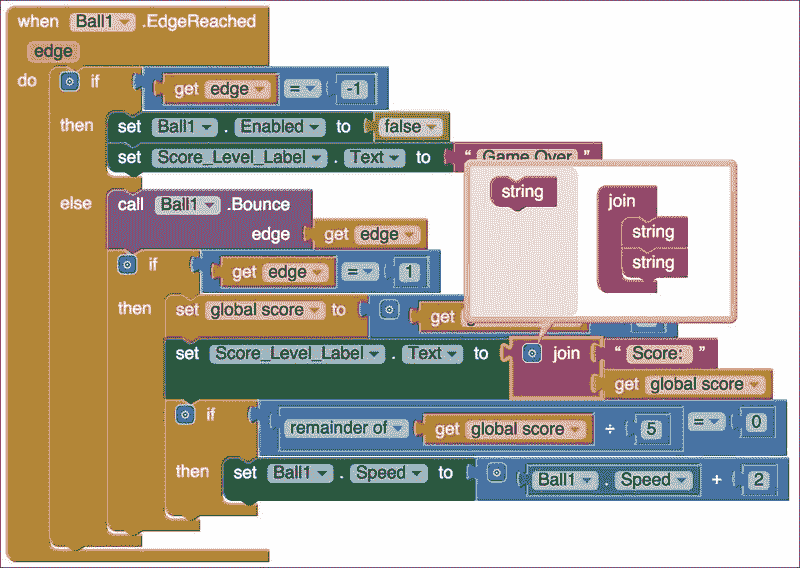 when Ball1 .EdgeReached
edge
do if get edge = -1
then set Ball1 . Enabled to false
set Score_Level_Label . Text to “ Game Over
string join
string
string
else call Ball1 .Bounce
edge get edge
if get edge = 1
then set global score to get
set Score_Level_Label . Text to join “ Score: ”
get global score
if remainder of get global score ÷ 5 = 0
then set Ball1 . Speed to Ball1 . Speed + 2